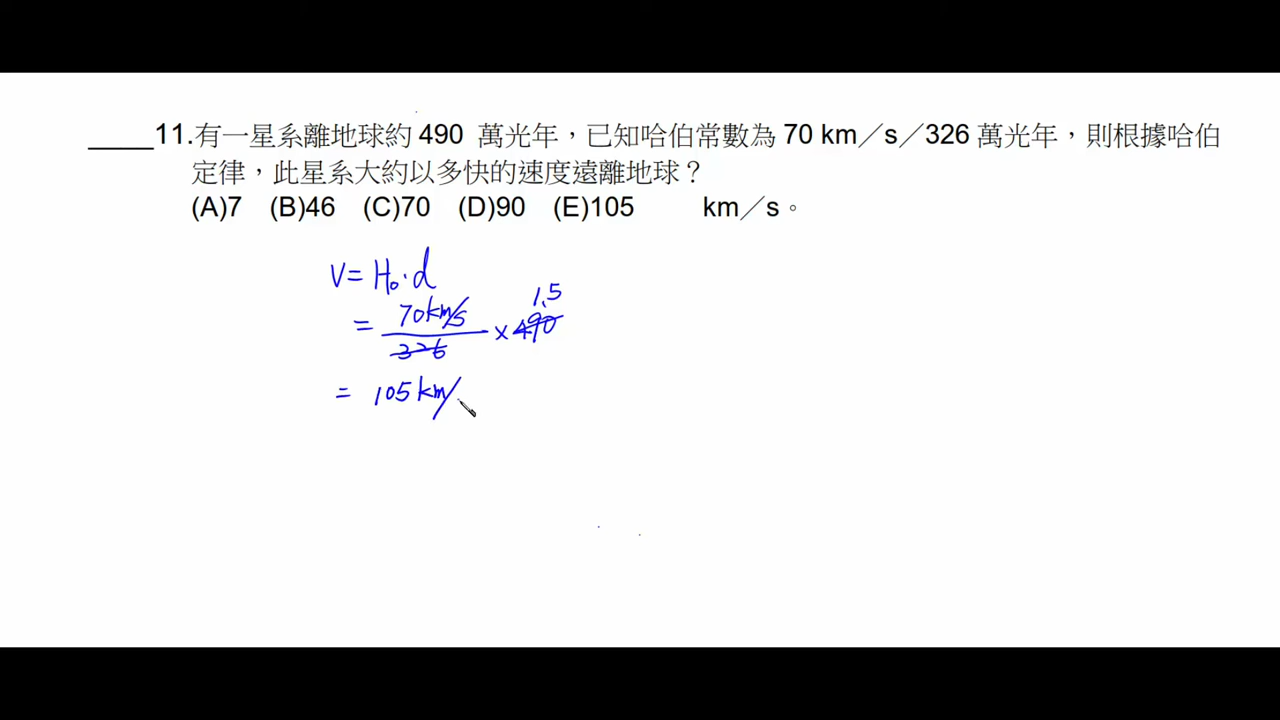 ____11.有一星系離地球約 490 萬光年，已知哈伯常數為 70 km／s／326 萬光年，則根據哈伯
定律，此星系大約以多快的速度遠離地球？
(A)7 (B)46 (C)70 (D)90 (E)105 km／s。
V= H₀·d
1.5
= 70km/s / 326 × 490
= 105km/